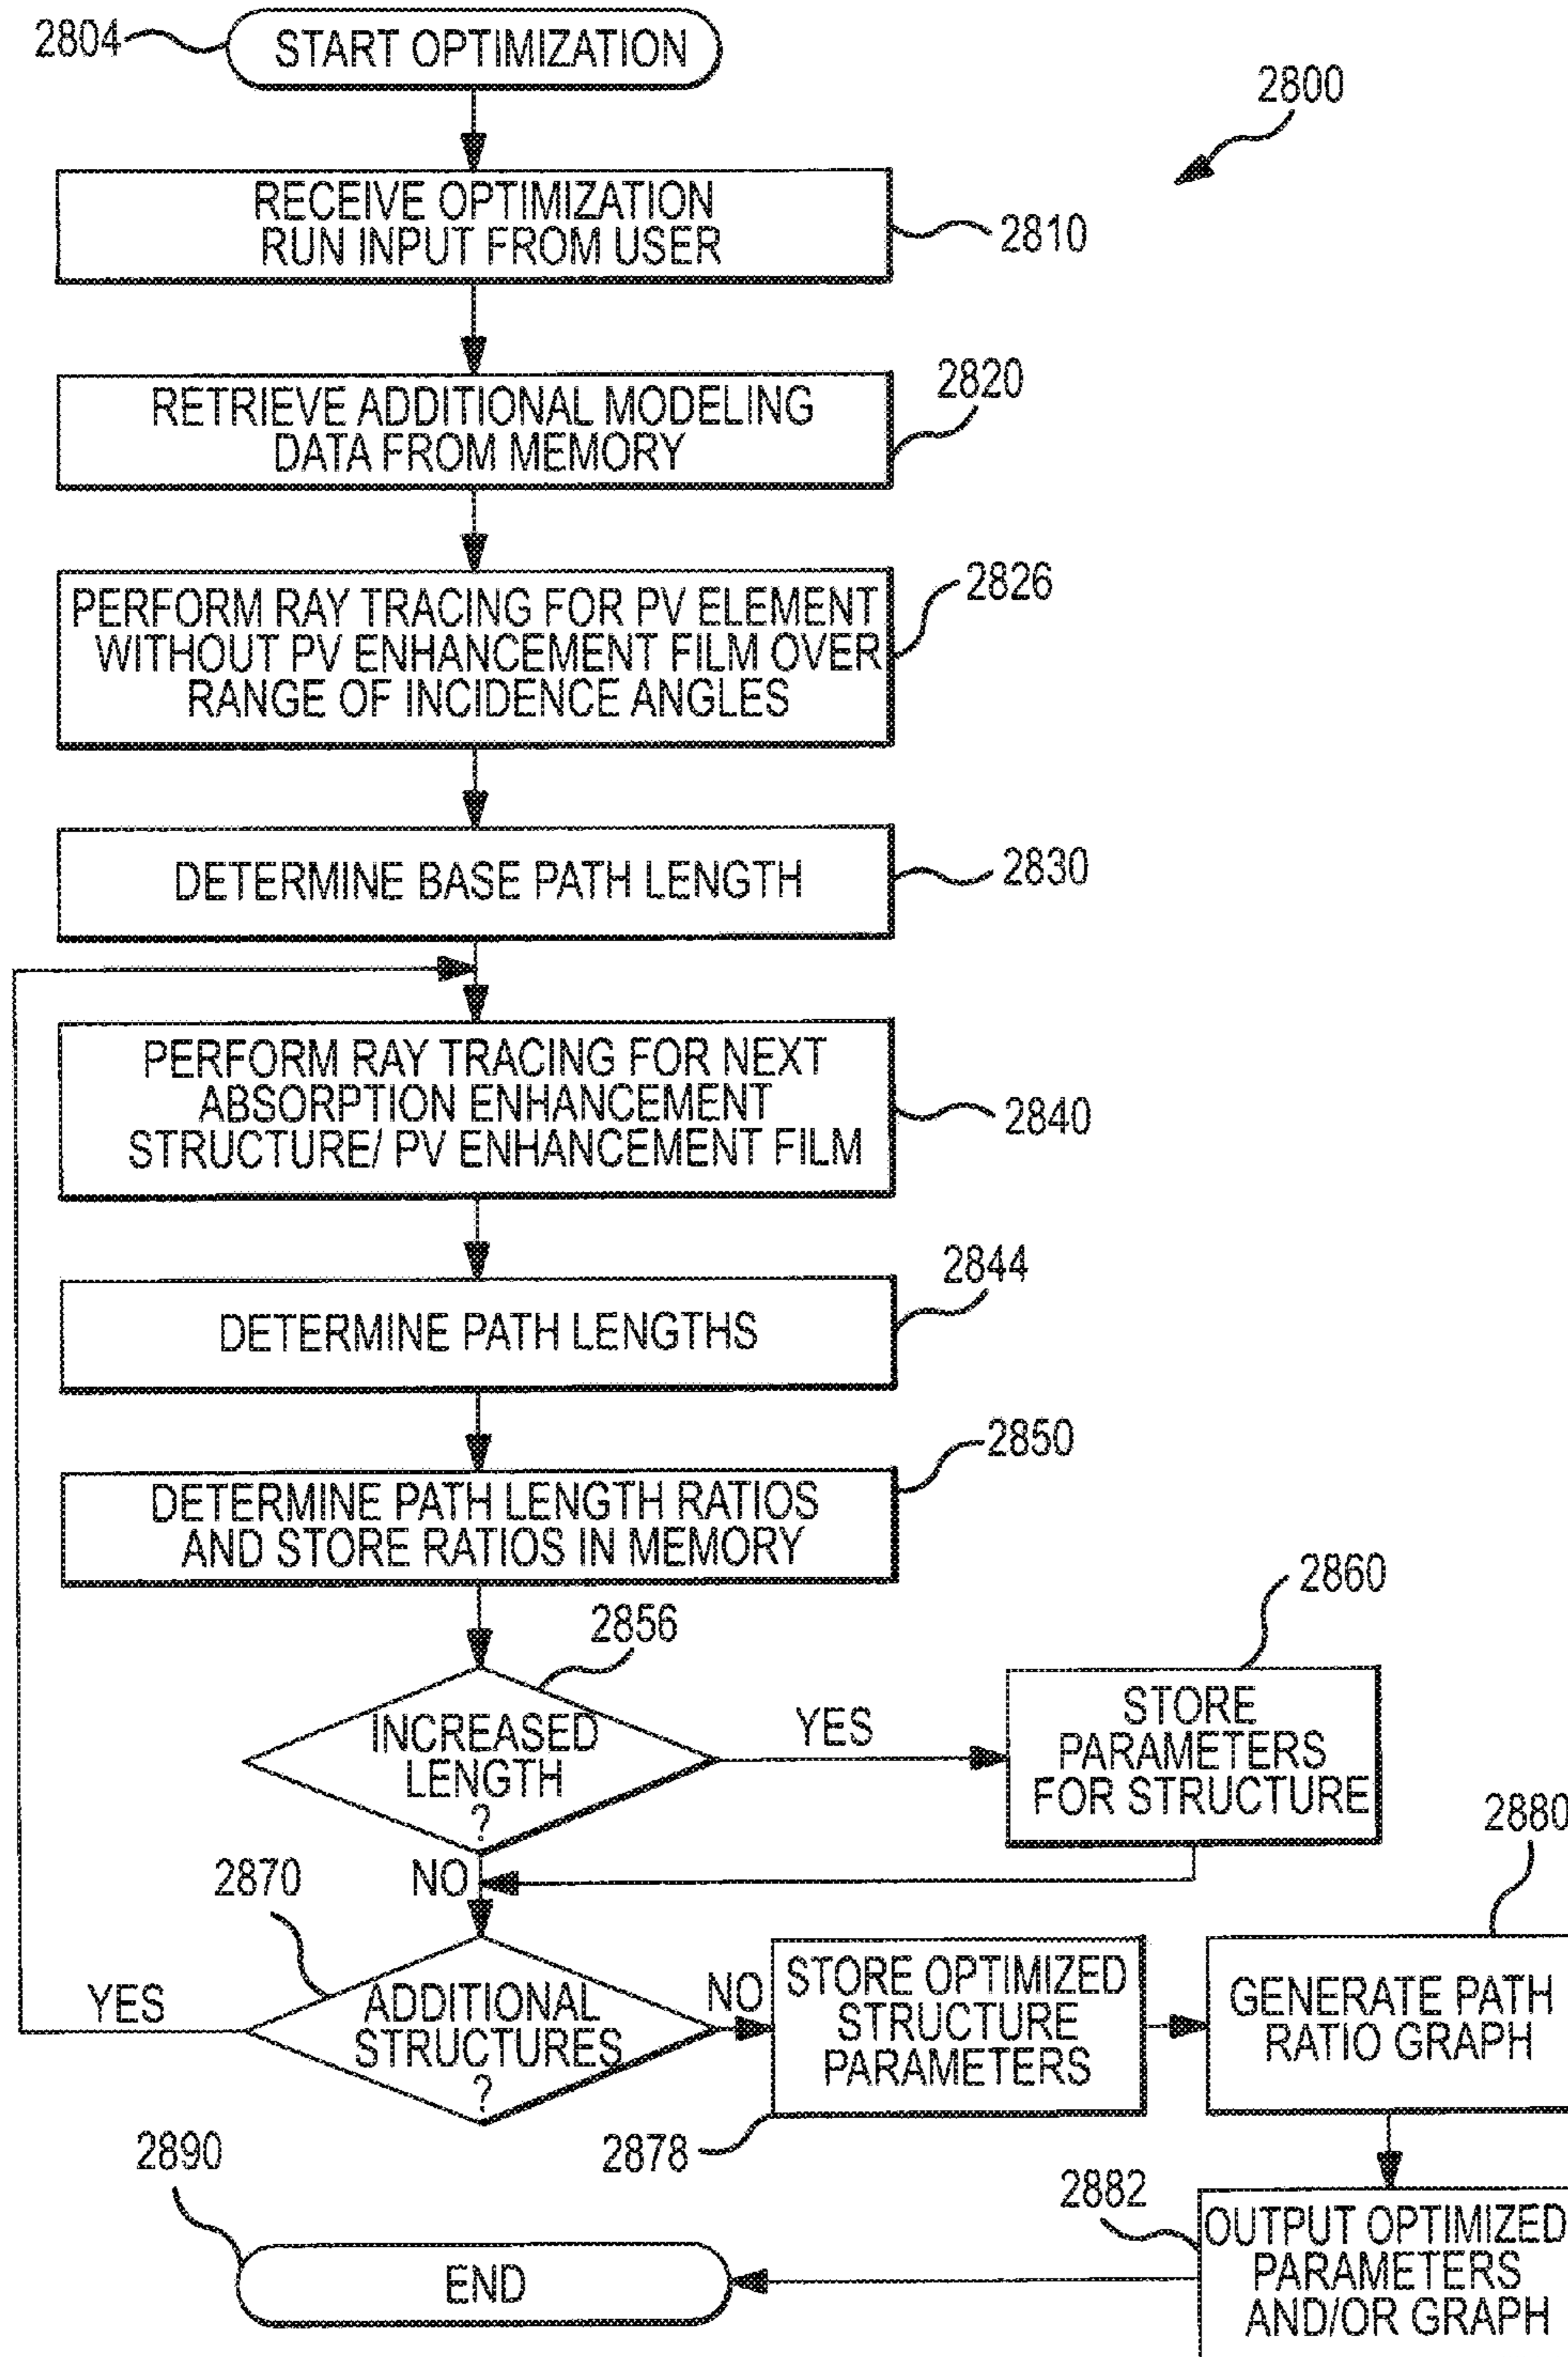 2804
START OPTIMIZATION
2800
RECEIVE OPTIMIZATION
RUN INPUT FROM USER
2810
RETRIEVE ADDITIONAL MODELING
DATA FROM MEMORY
2820
PERFORM RAY TRACING FOR PV ELEMENT
WITHOUT PV ENHANCEMENT FILM OVER
RANGE OF INCIDENCE ANGLES
2826
DETERMINE BASE PATH LENGTH
2830
PERFORM RAY TRACING FOR NEXT
ABSORPTION ENHANCEMENT
STRUCTURE/ PV ENHANCEMENT FILM
2840
DETERMINE PATH LENGTHS
2844
DETERMINE PATH LENGTH RATIOS
AND STORE RATIOS IN MEMORY
2850
2856
INCREASED
LENGTH
?
YES
NO
2860
STORE
PARAMETERS
FOR STRUCTURE
2870
ADDITIONAL
STRUCTURES
?
YES
NO
STORE OPTIMIZED
STRUCTURE
PARAMETERS
2878
2880
GENERATE PATH
RATIO GRAPH
2882
OUTPUT OPTIMIZED
PARAMETERS
AND/OR GRAPH
2890
END